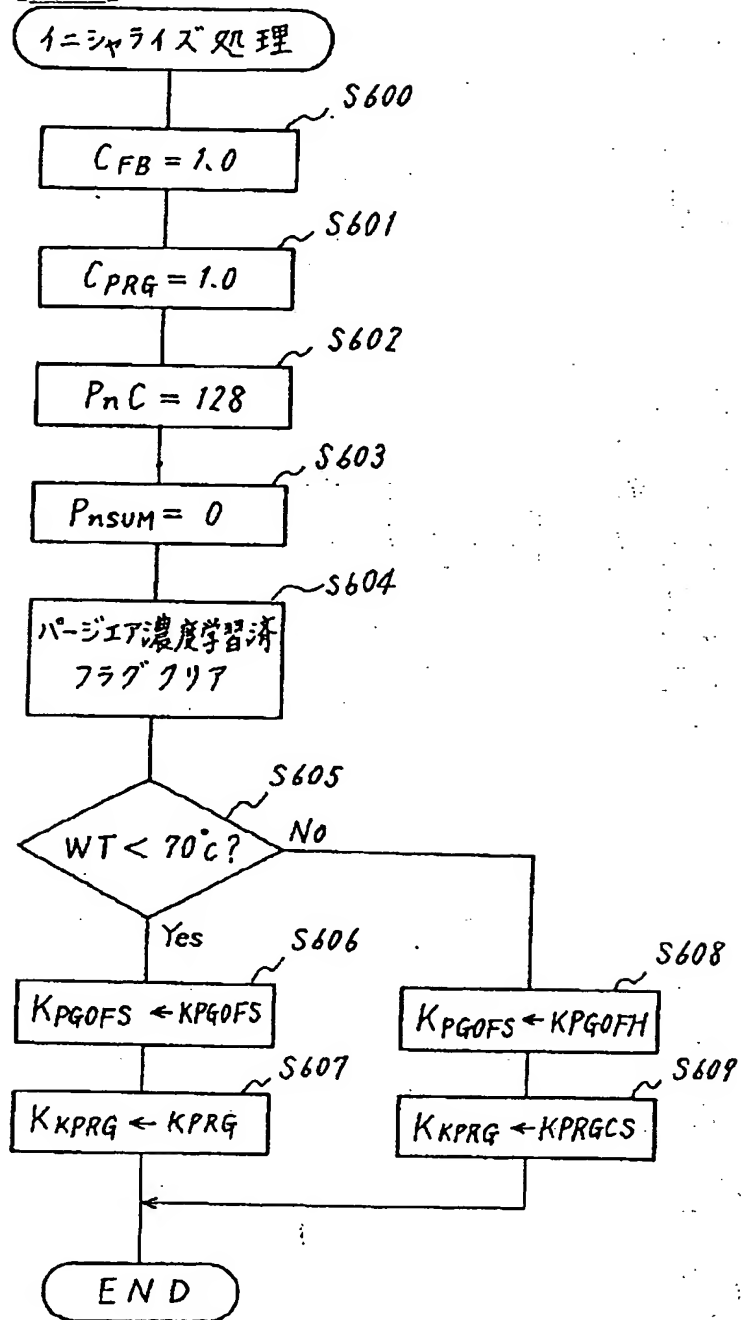 イニシャライズ処理
S600
CFB = 1.0
S601
CPRG = 1.0
S602
PnC = 128
S603
PnSUM = 0
S604
パージエア濃度学習済
フラグクリア
S605
WT < 70°c?
No
Yes
S606
KPGOFS ← KPGOFS
S607
KKPRG ← KPRG
S608
KPGOFS ← KPGOFH
S609
KKPRG ← KPRGCS
END